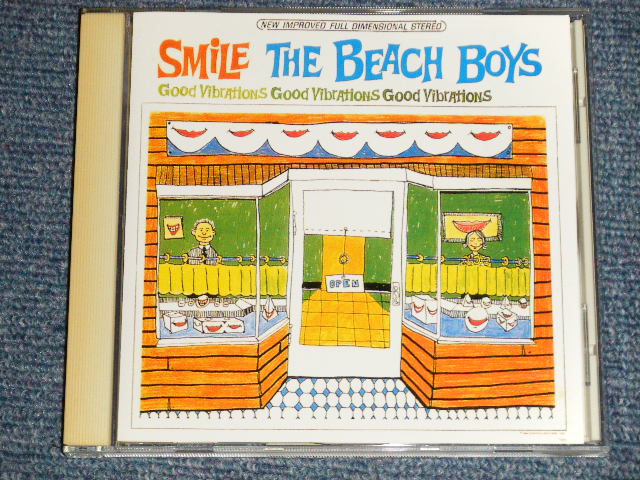 NEW IMPROVED FULL DIMENSIONAL STEREO
SMiLE THE BEACH BOYS
Good Vibrations Good Vibrations Good Vibrations
OPEN